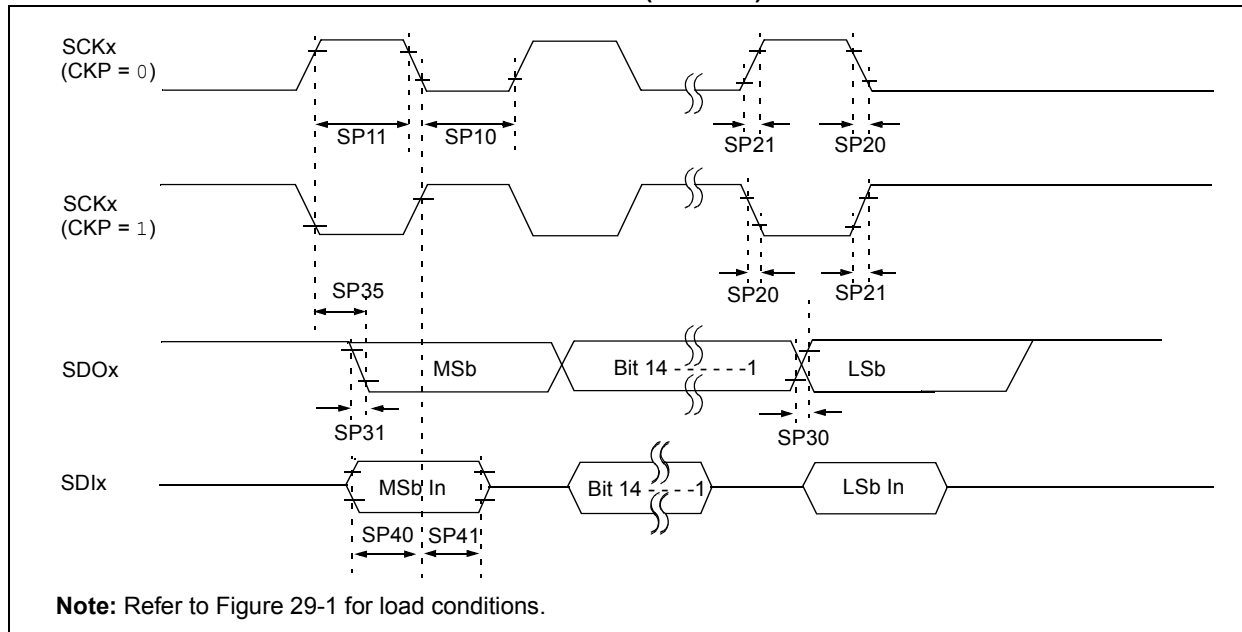 SCKx
(CKP = 0)
SP11
SP10
SP21
SP20
SCKx
(CKP = 1)
SP35
SP20
SP21
SDOx
MSb
Bit 14 - - - - - -1
LSb
SP31
SP30
SDIx
MSb In
Bit 14 - - - -1
LSb In
SP40
SP41
Note: Refer to Figure 29-1 for load conditions.